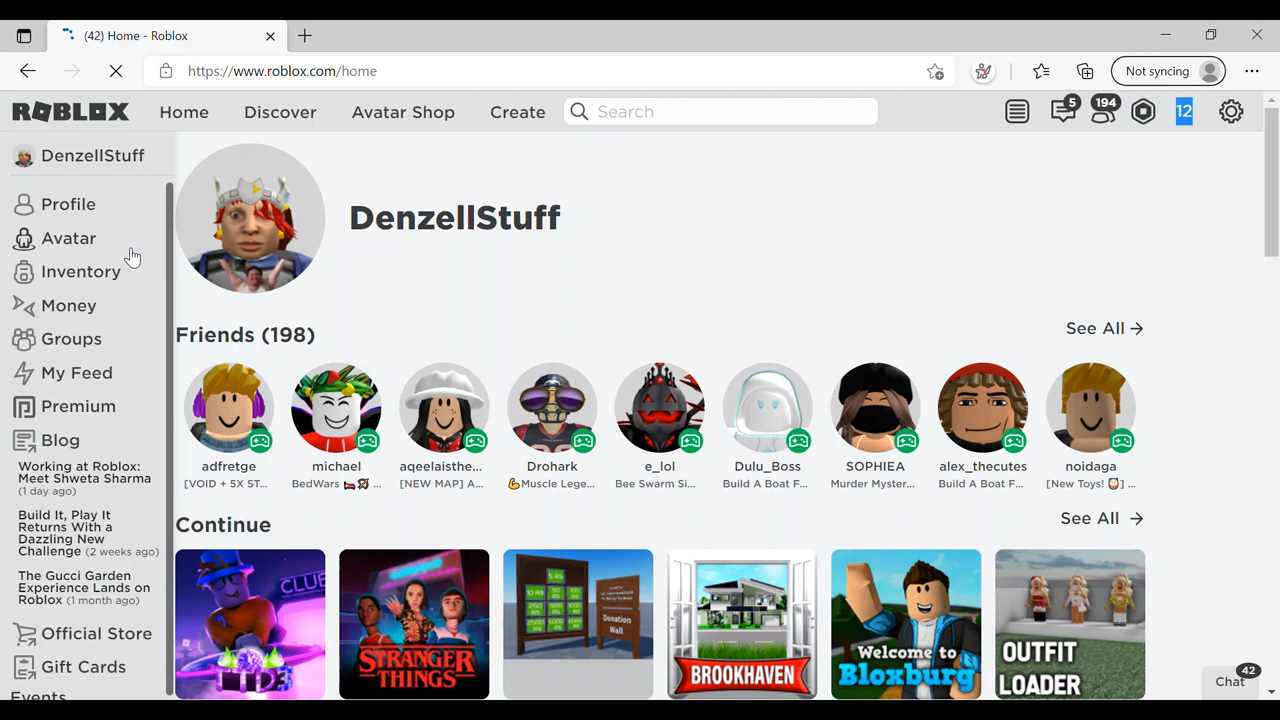 (42) Home - Roblox
https://www.roblox.com/home
Not syncing
ROBLOX
Home
Discover
Avatar Shop
Create
Search
5
194
12
DenzellStuff
Profile
Avatar
Inventory
Money
Groups
My Feed
Premium
Blog
Working at Roblox:
Meet Shweta Sharma
(1 day ago)
Build It, Play It
Returns With a
Dazzling New
Challenge (2 weeks ago)
The Gucci Garden
Experience Lands on
Roblox (1 month ago)
Official Store
Gift Cards
Events
DenzellStuff
Friends (198)
See All →
adfretge
[VOID + 5X ST...
michael
BedWars 🛏️⚔️ ...
aqeelaisthe...
[NEW MAP] A...
Drohark
💪Muscle Lege...
e_lol
Bee Swarm Si...
Dulu_Boss
Build A Boat F...
SOPHIEA
Murder Myster...
alex_thecutes
Build A Boat F...
noidaga
[New Toys! ] ...
Continue
See All →
CLUB
STRANGER
THINGS
Donation
Wall
BROOKHAVEN
Welcome to
Bloxburg
OUTFIT
LOADER
Chat
42